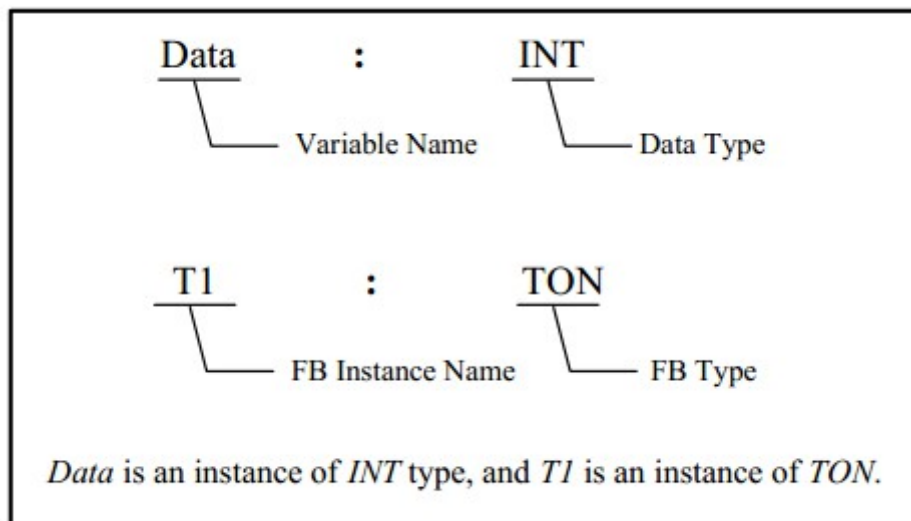 Data : INT
Variable Name Data Type
T1 : TON
FB Instance Name FB Type
Data is an instance of INT type, and T1 is an instance of TON.